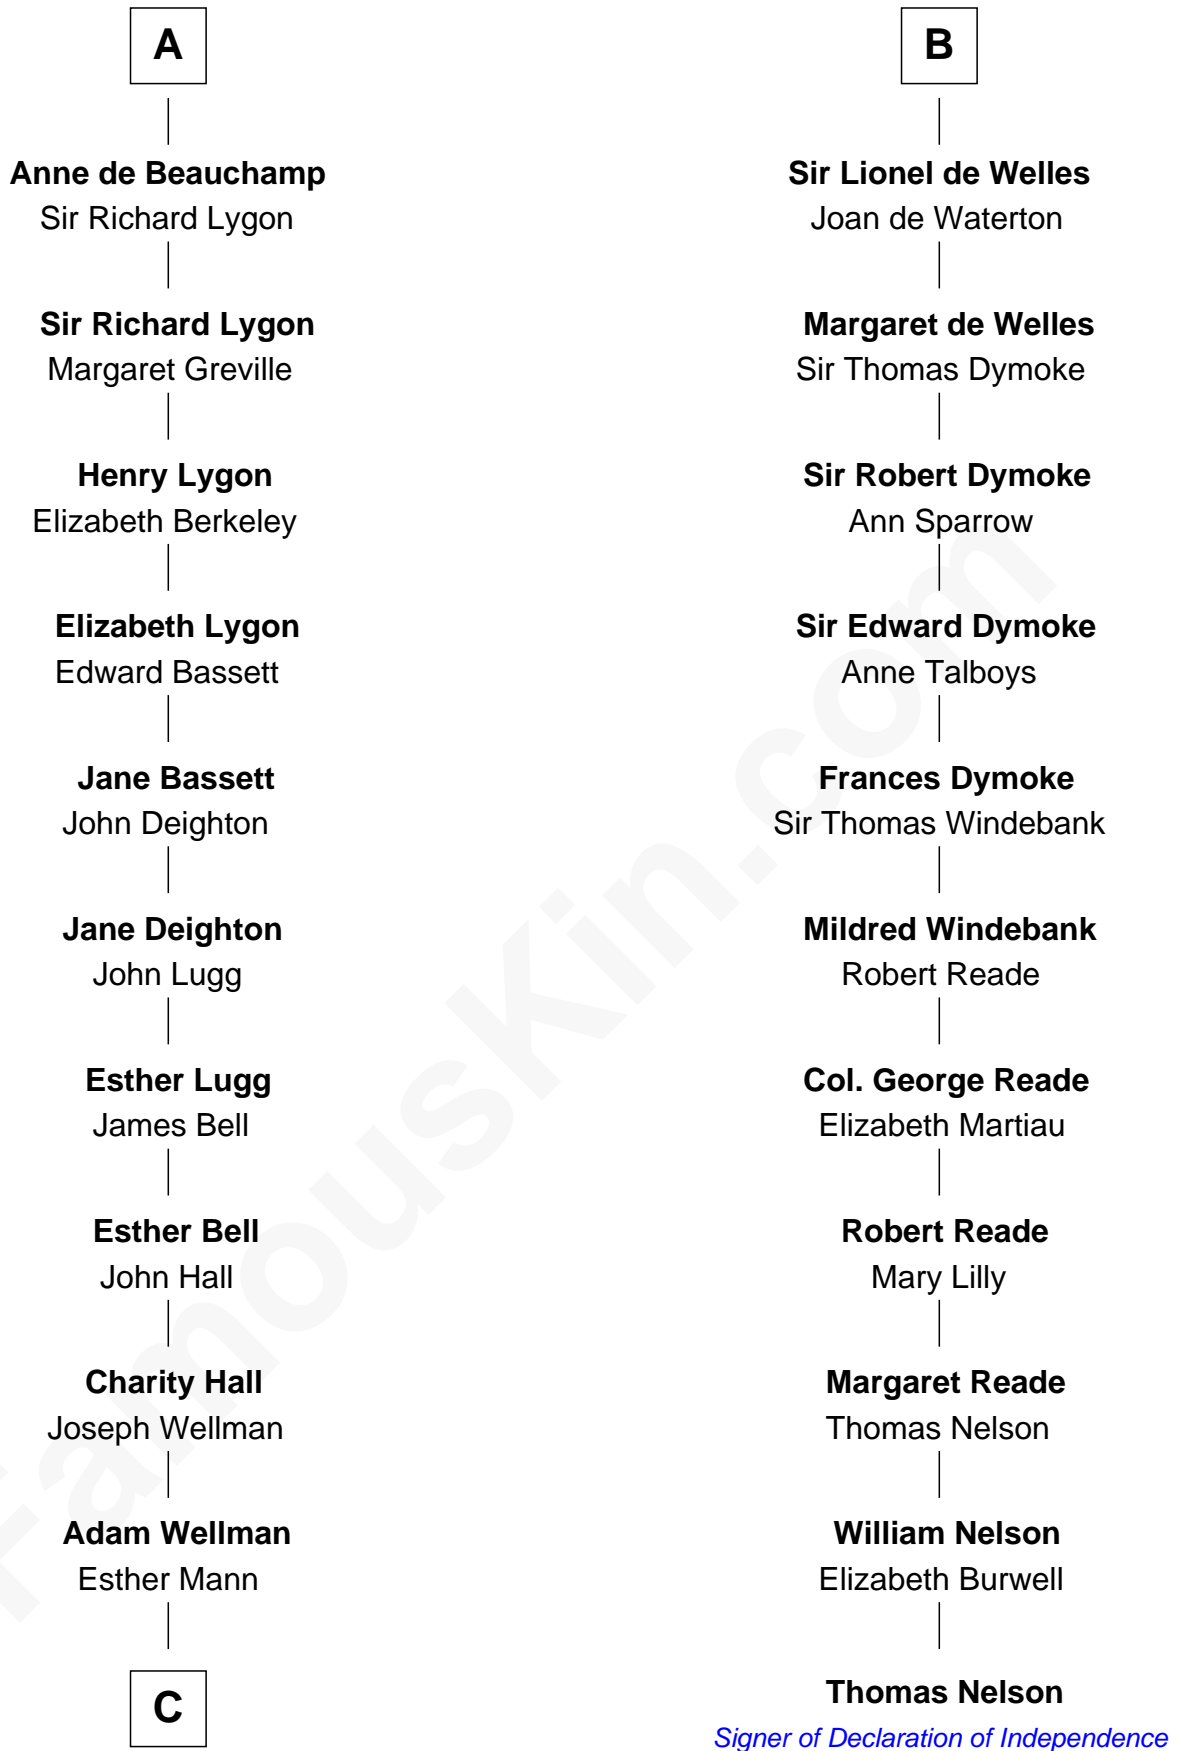 A
Anne de Beauchamp
Sir Richard Lygon
Sir Richard Lygon
Margaret Greville
Henry Lygon
Elizabeth Berkeley
Elizabeth Lygon
Edward Bassett
Jane Bassett
John Deighton
Jane Deighton
John Lugg
Esther Lugg
James Bell
Esther Bell
John Hall
Charity Hall
Joseph Wellman
Adam Wellman
Esther Mann
C
B
Sir Lionel de Welles
Joan de Waterton
Margaret de Welles
Sir Thomas Dymoke
Sir Robert Dymoke
Ann Sparrow
Sir Edward Dymoke
Anne Talboys
Frances Dymoke
Sir Thomas Windebank
Mildred Windebank
Robert Reade
Col. George Reade
Elizabeth Martiau
Robert Reade
Mary Lilly
Margaret Reade
Thomas Nelson
William Nelson
Elizabeth Burwell
Thomas Nelson
Signer of Declaration of Independence
FamousKin.com